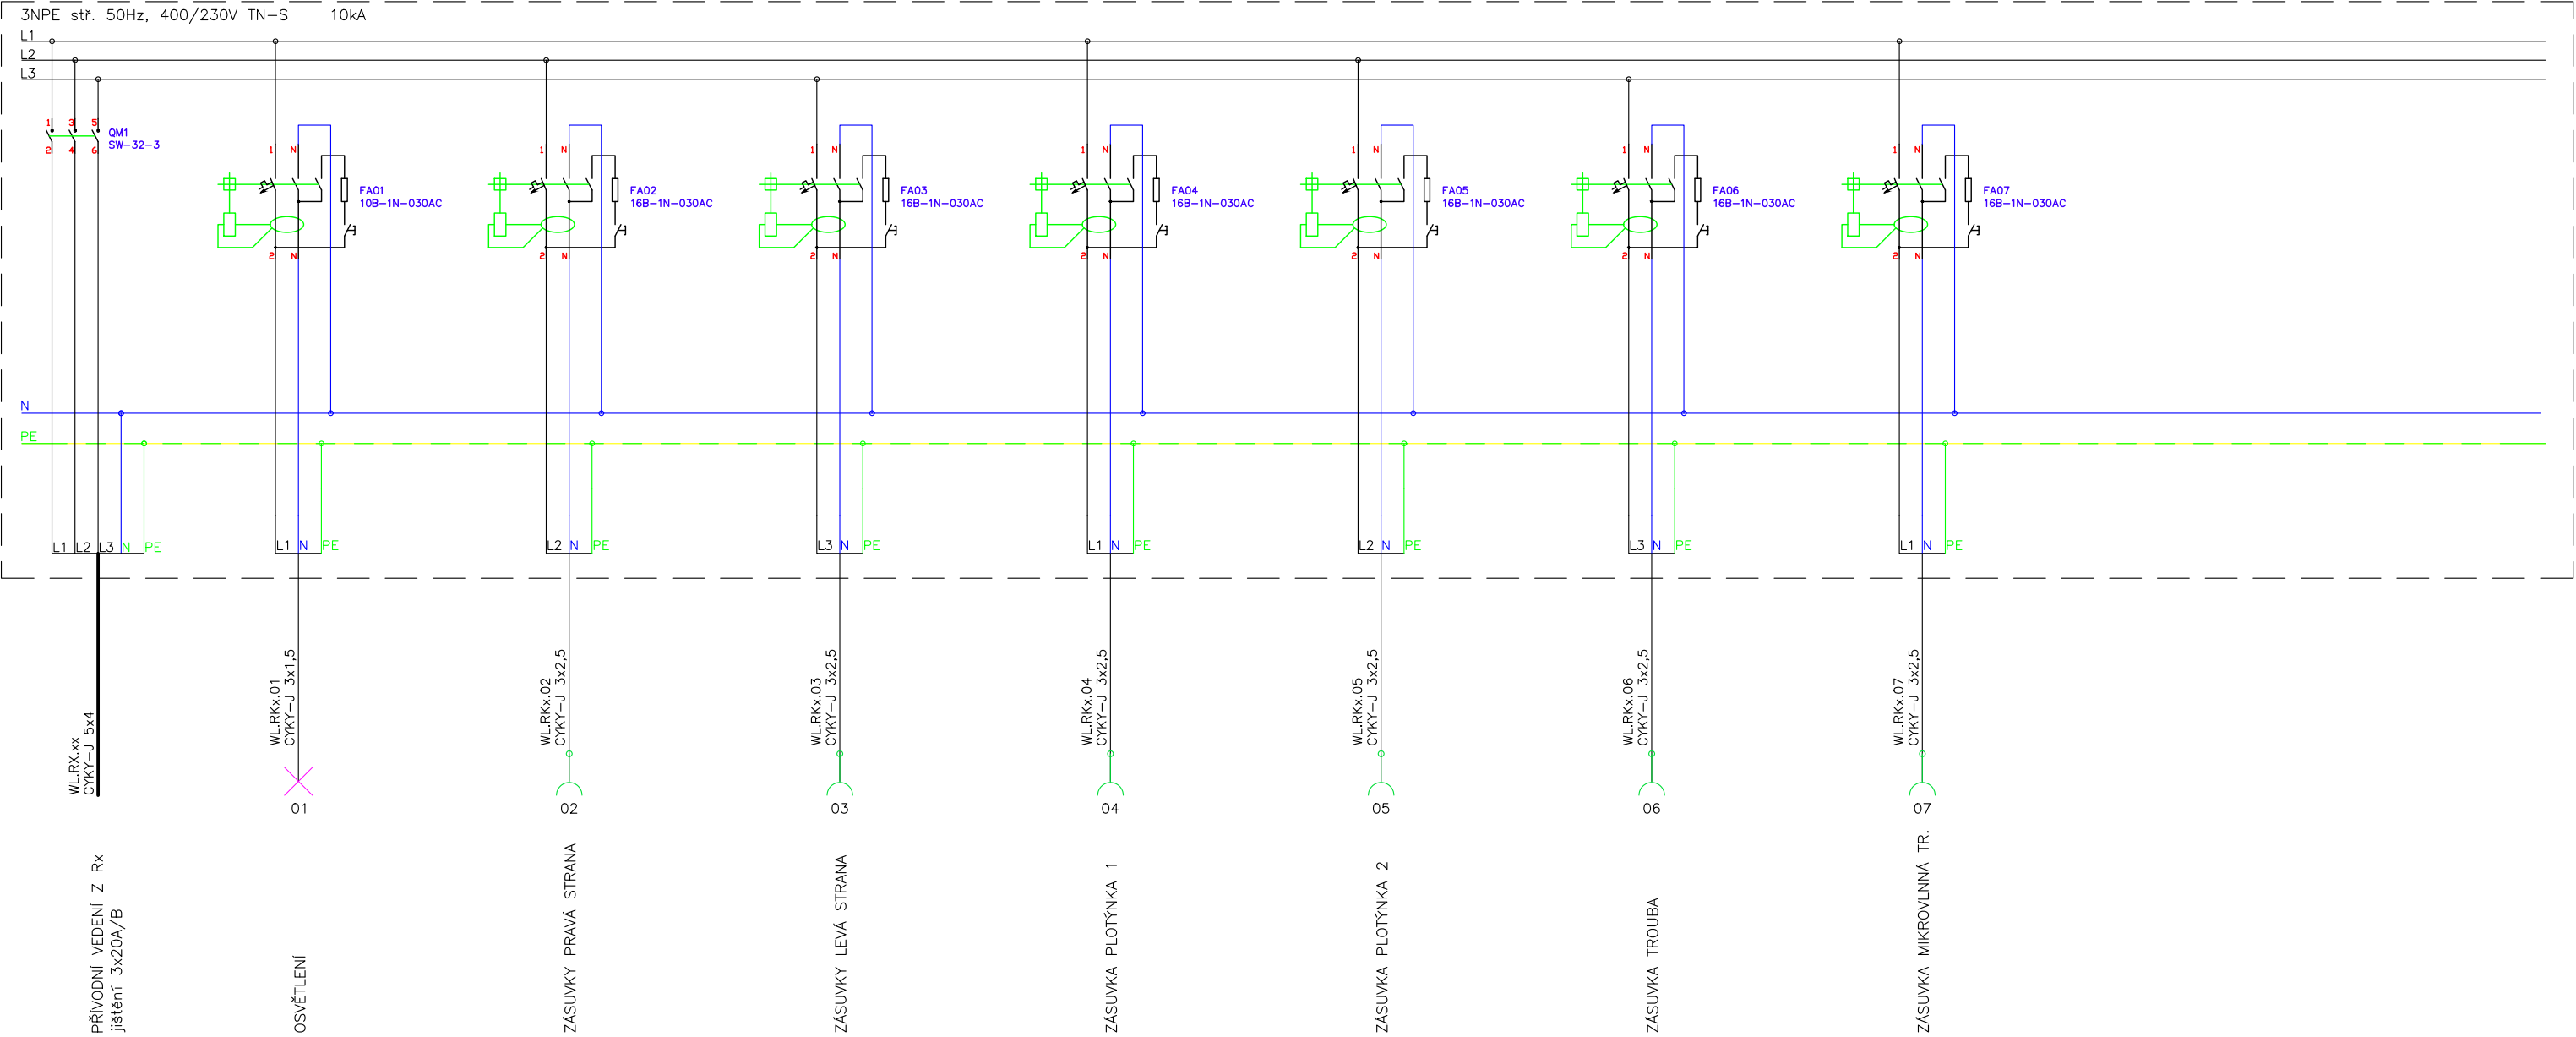 3NPE stř. 50Hz, 400/230V TN-S 10kA
L1
L2
L3
1 3 5
2 4 6
QM1
SW-32-3
1 N
FA01
10B-1N-030AC
2 N
1 N
FA02
16B-1N-030AC
2 N
1 N
FA03
16B-1N-030AC
2 N
1 N
FA04
16B-1N-030AC
2 N
1 N
FA05
16B-1N-030AC
2 N
1 N
FA06
16B-1N-030AC
2 N
1 N
FA07
16B-1N-030AC
2 N
N
PE
L1 L2 L3 N PE
L1 N PE
L2 N PE
L3 N PE
L1 N PE
L2 N PE
L3 N PE
L1 N PE
WL.RX.xx
CYKY-J 5x4
WL.RKx.01
CYKY-J 3x1,5
WL.RKx.02
CYKY-J 3x2,5
WL.RKx.03
CYKY-J 3x2,5
WL.RKx.04
CYKY-J 3x2,5
WL.RKx.05
CYKY-J 3x2,5
WL.RKx.06
CYKY-J 3x2,5
WL.RKx.07
CYKY-J 3x2,5
01
02
03
04
05
06
07
PŘÍVODNÍ VEDENÍ Z Rx
jištění 3x20A/B
OSVĚTLENÍ
ZÁSUVKY PRAVÁ STRANA
ZÁSUVKY LEVÁ STRANA
ZÁSUVKA PLOTÝNKA 1
ZÁSUVKA PLOTÝNKA 2
ZÁSUVKA TROUBA
ZÁSUVKA MIKROVLNNÁ TR.